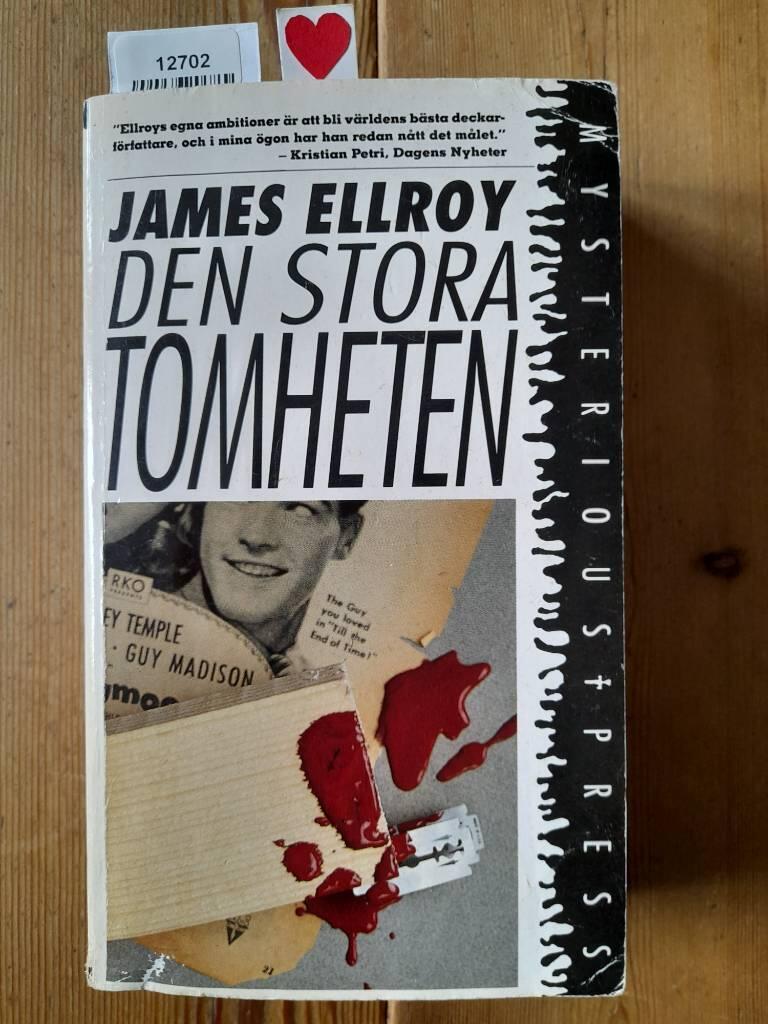 12702
"Ellroys egna ambitioner är att bli världens bästa deckar-
författare, och i mina ögon har han redan nått det målet."
– Kristian Petri, Dagens Nyheter
JAMES ELLROY
DEN STORA
TOMHETEN
MYSTERIOUS PRESS
RKO
PRESENTS
EY TEMPLE
· GUY MADISON
The Guy
you loved
in "Till the
End of Time!"
21